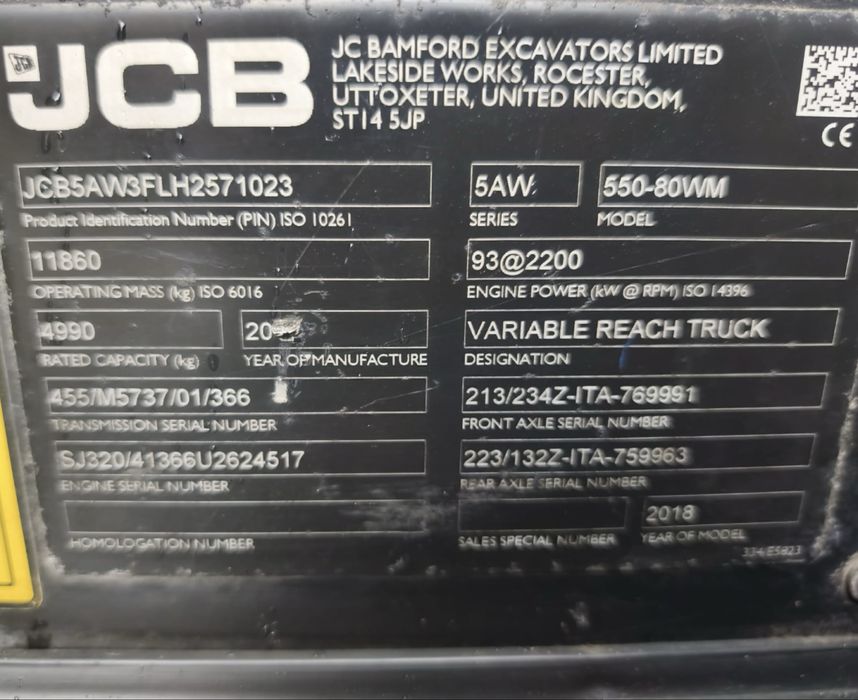 JCB
JC BAMFORD EXCAVATORS LIMITED
LAKESIDE WORKS, ROCESTER,
UTTOXETER, UNITED KINGDOM,
ST14 5JP
CE
JCB5AW3FLH2571023
Product Identification Number (PIN) ISO 10261
5AW
SERIES
550-80WM
MODEL
11860
OPERATING MASS (kg) ISO 6016
93@2200
ENGINE POWER (kW @ RPM) ISO 14396
4990
RATED CAPACITY (kg)
YEAR OF MANUFACTURE
VARIABLE REACH TRUCK
DESIGNATION
455/M5737/01/366
TRANSMISSION SERIAL NUMBER
213/234Z-ITA-769991
FRONT AXLE SERIAL NUMBER
SJ320/41366U2624517
ENGINE SERIAL NUMBER
223/132Z-ITA-759963
REAR AXLE SERIAL NUMBER
HOMOLOGATION NUMBER
SALES SPECIAL NUMBER
2018
YEAR OF MODEL
334/E5823